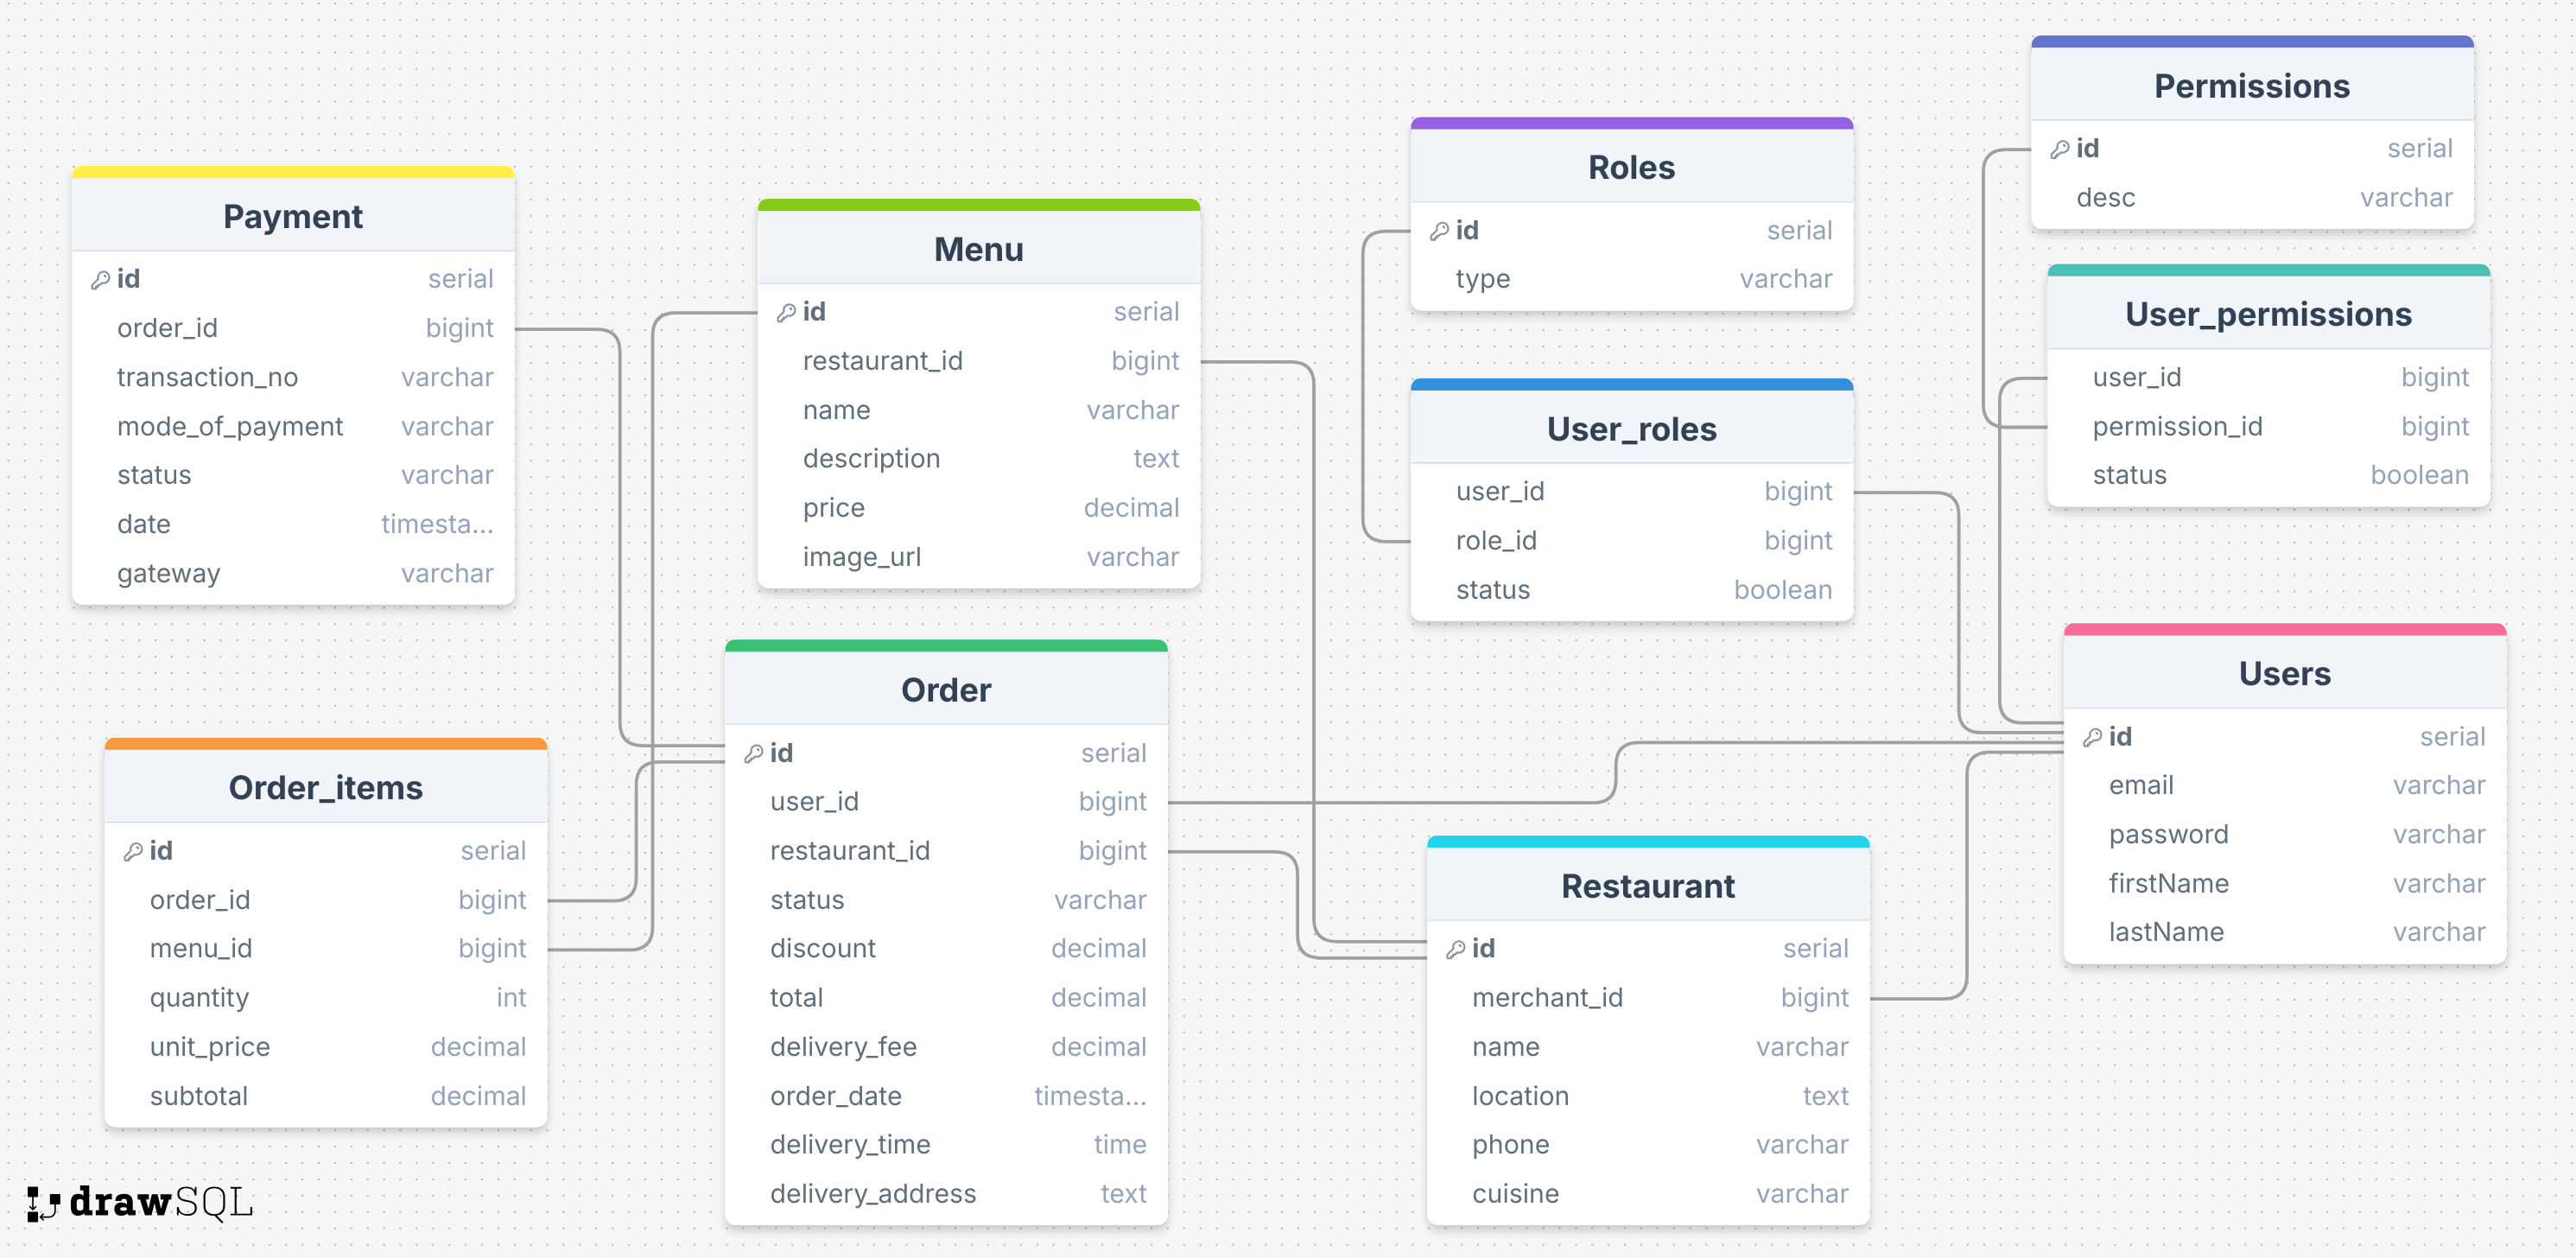 Payment
id serial
order_id bigint
transaction_no varchar
mode_of_payment varchar
status varchar
date timesta...
gateway varchar
Order_items
id serial
order_id bigint
menu_id bigint
quantity int
unit_price decimal
subtotal decimal
Menu
id serial
restaurant_id bigint
name varchar
description text
price decimal
image_url varchar
Order
id serial
user_id bigint
restaurant_id bigint
status varchar
discount decimal
total decimal
delivery_fee decimal
order_date timesta...
delivery_time time
delivery_address text
Roles
id serial
type varchar
User_roles
user_id bigint
role_id bigint
status boolean
Restaurant
id serial
merchant_id bigint
name varchar
location text
phone varchar
cuisine varchar
Permissions
id serial
desc varchar
User_permissions
user_id bigint
permission_id bigint
status boolean
Users
id serial
email varchar
password varchar
firstName varchar
lastName varchar
drawSQL